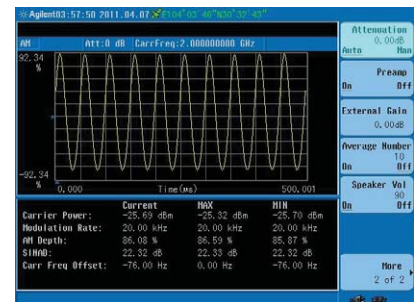 Agilent 03:57:50 2011.04.07 E104°03'46"N30°32'43"
AM Att:0 dB CarrFreq:2.000000000 GHz
92.34
%
-92.34
%
0.000 Time(ms) 500.001
Current MAX MIN
Carrier Power: -25.69 dBm -25.32 dBm -25.70 dBm
Modulation Rate: 20.00 kHz 20.00 kHz 20.00 kHz
AM Depth: 86.08 % 86.59 % 85.87 %
SINAD: 22.32 dB 22.33 dB 22.32 dB
Carr Freq Offset: -76.00 Hz 0.00 Hz -76.00 Hz
Attenuation
0.00dB
Auto Man
Preamp
On Off
External Gain
0.00dB
Average Number
10
On Off
Speaker Vol
90
On Off
More
2 of 2